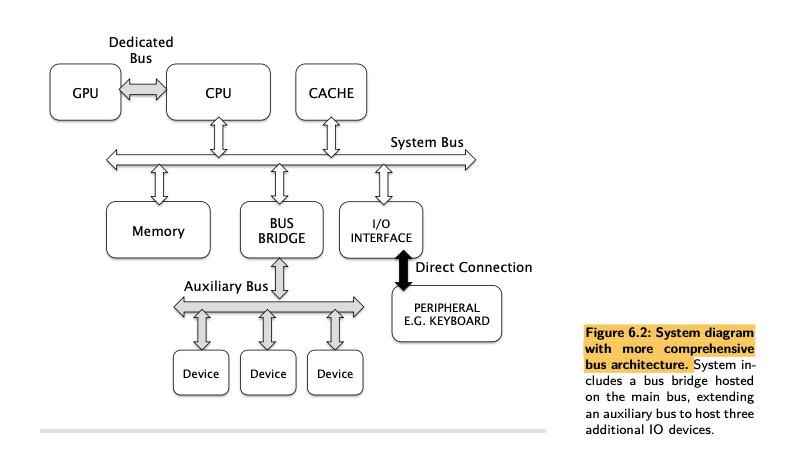 Dedicated
Bus
GPU
CPU
CACHE
System Bus
Memory
BUS
BRIDGE
I/O
INTERFACE
Direct Connection
Auxiliary Bus
PERIPHERAL
E.G. KEYBOARD
Device
Device
Device
Figure 6.2: System diagram
with more comprehensive
bus architecture. System in-
cludes a bus bridge hosted
on the main bus, extending
an auxiliary bus to host three
additional IO devices.